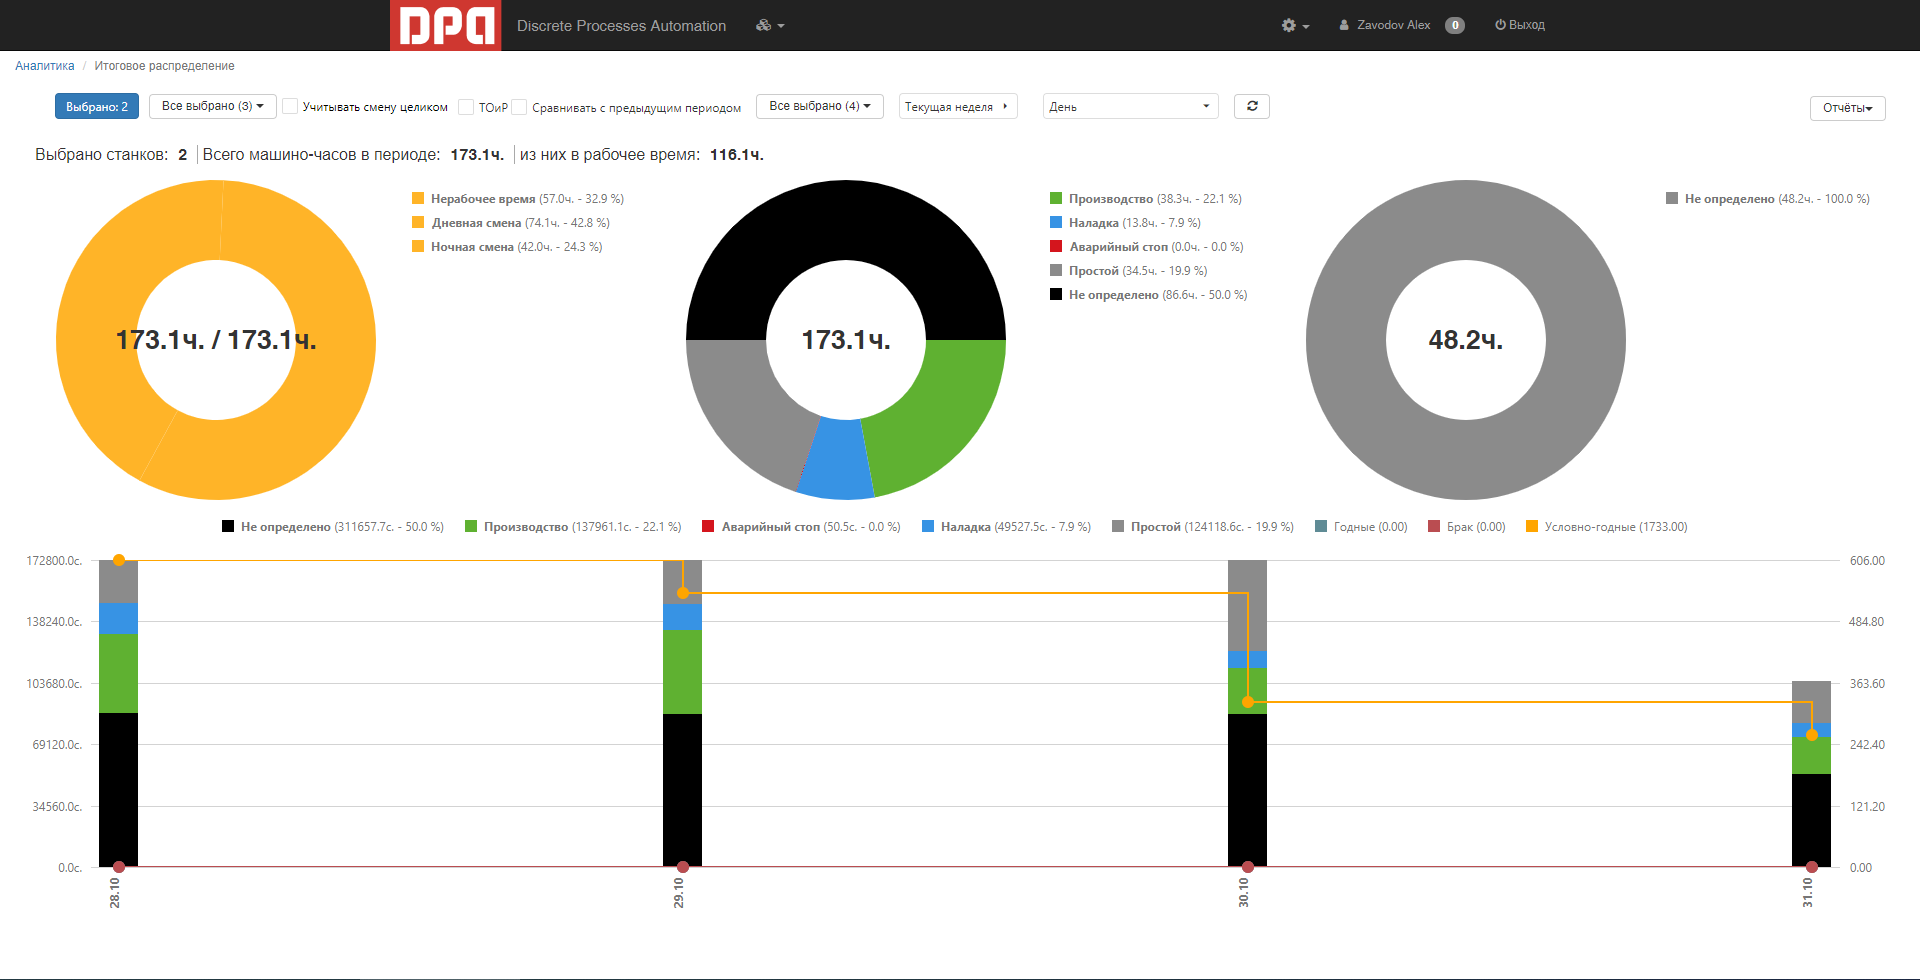 DPA Discrete Processes Automation Zavodov Alex 0 Выход
Аналитика / Итоговое распределение
Выбрано: 2 Все выбрано (3) Учитывать смену целиком ТОиР Сравнивать с предыдущим периодом Все выбрано (4) Текущая неделя День Отчёты
Выбрано станков: 2 Всего машино-часов в периоде: 173.1ч. из них в рабочее время: 116.1ч.
173.1ч. / 173.1ч.
Нерабочее время (57.0ч. - 32.9 %)
Дневная смена (74.1ч. - 42.8 %)
Ночная смена (42.0ч. - 24.3 %)
173.1ч.
Производство (38.3ч. - 22.1 %)
Наладка (13.8ч. - 7.9 %)
Аварийный стоп (0.0ч. - 0.0 %)
Простой (34.5ч. - 19.9 %)
Не определено (86.6ч. - 50.0 %)
48.2ч.
Не определено (48.2ч. - 100.0 %)
Не определено (311657.7с. - 50.0 %) Производство (137961.1с. - 22.1 %) Аварийный стоп (50.5с. - 0.0 %) Наладка (49527.5с. - 7.9 %) Простой (124118.6с. - 19.9 %) Годные (0.00) Брак (0.00) Условно-годные (1733.00)
172800.0с. 606.00
138240.0с. 484.80
103680.0с. 363.60
69120.0с. 242.40
34560.0с. 121.20
0.0с. 0.00
28.10 29.10 30.10 31.10